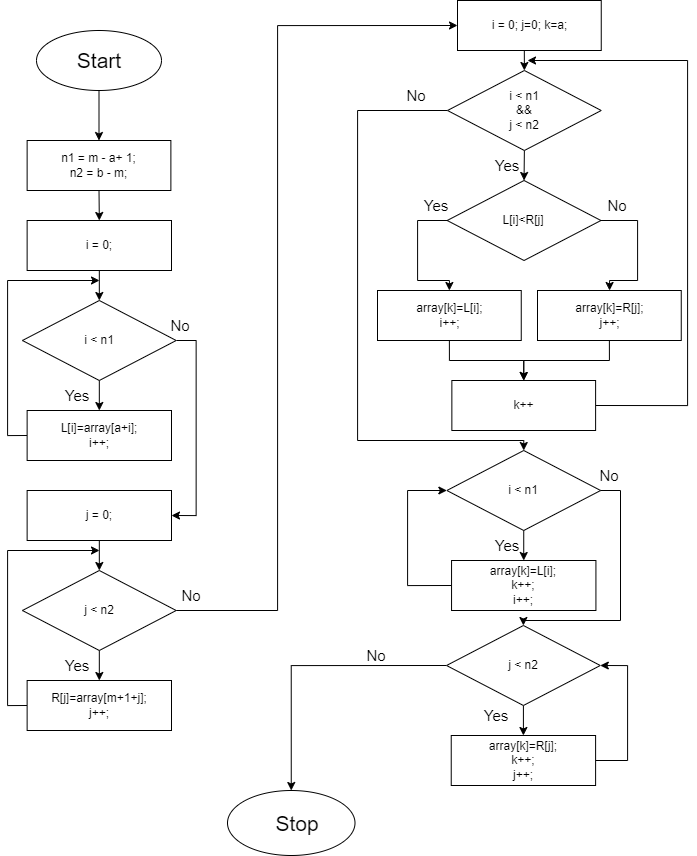 Start
n1 = m - a+ 1;
n2 = b - m;
i = 0;
i < n1
No
Yes
L[i]=array[a+i];
i++;
j = 0;
j < n2
No
Yes
R[j]=array[m+1+j];
j++;
i = 0; j=0; k=a;
i < n1
&&
j < n2
No
Yes
L[i]<R[j]
Yes
No
array[k]=L[i];
i++;
array[k]=R[j];
j++;
k++
i < n1
No
Yes
array[k]=L[i];
k++;
i++;
j < n2
No
Yes
array[k]=R[j];
k++;
j++;
Stop